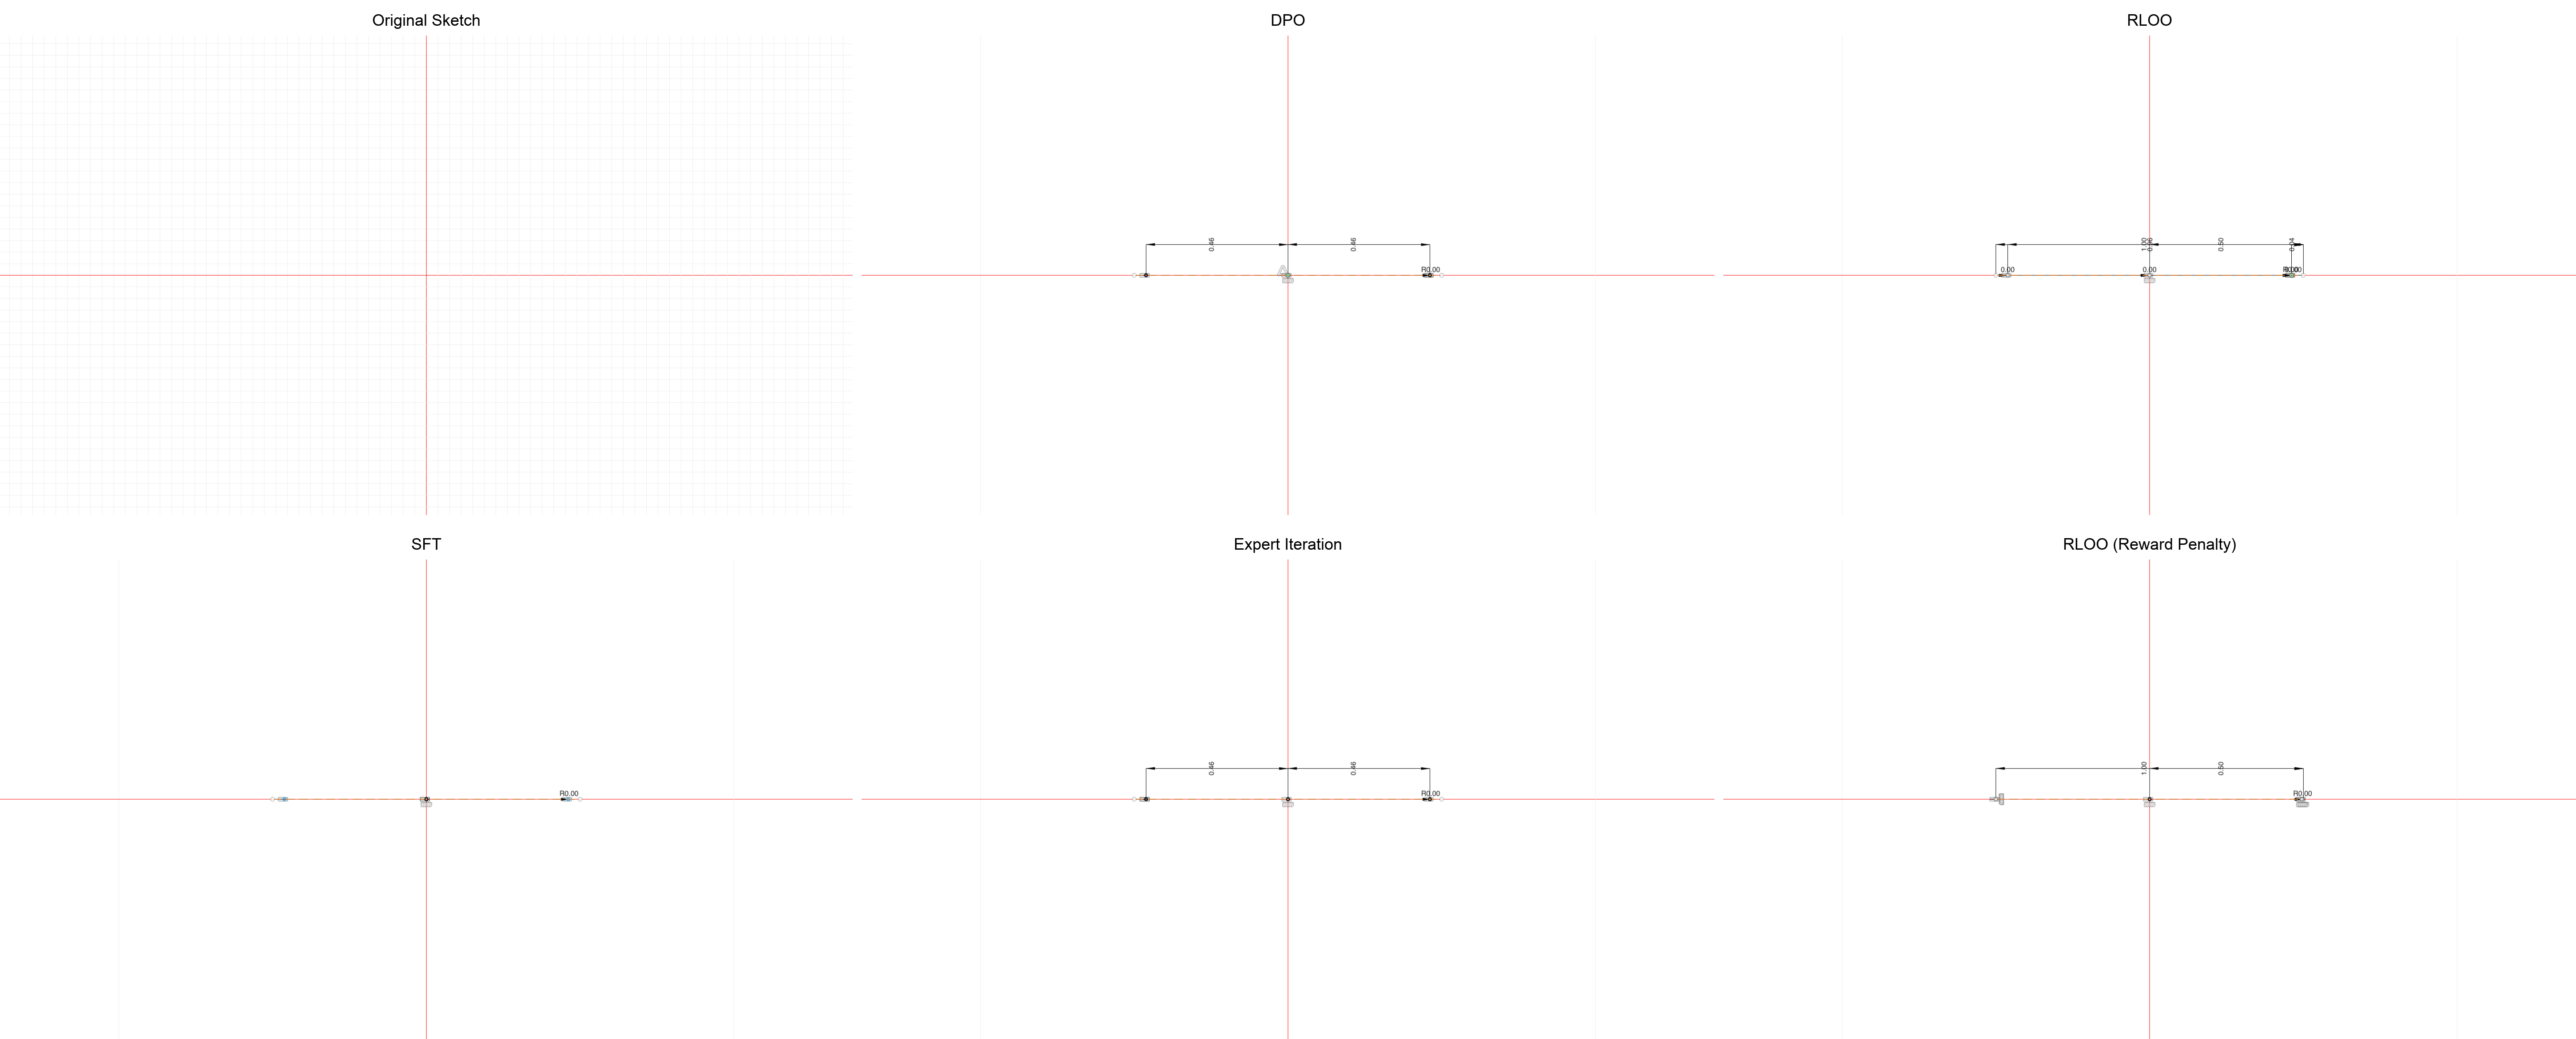 Original Sketch
DPO
RLOO
0.46
0.46
R0.00
1.00
0.50
0.04
0.00
0.00
SFT
Expert Iteration
RLOO (Reward Penalty)
R0.00
0.46
0.46
R0.00
1.00
0.50
R0.00